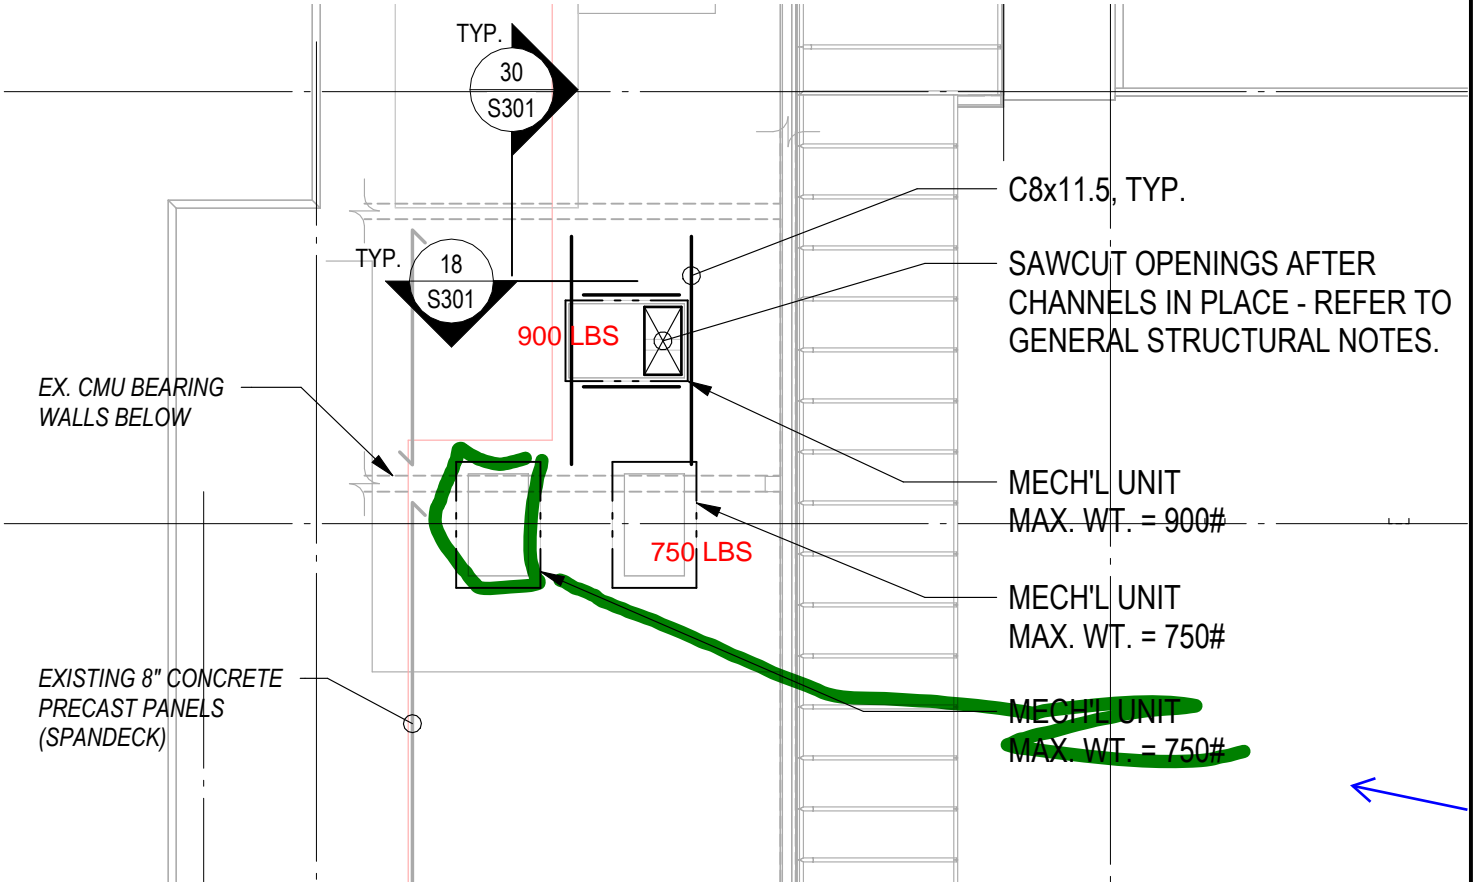 TYP.
30
S301
TYP.
18
S301
900 LBS
EX. CMU BEARING
WALLS BELOW
750 LBS
EXISTING 8" CONCRETE
PRECAST PANELS
(SPANDECK)
C8x11.5, TYP.
SAWCUT OPENINGS AFTER
CHANNELS IN PLACE - REFER TO
GENERAL STRUCTURAL NOTES.
MECH'L UNIT
MAX. WT. = 900#
MECH'L UNIT
MAX. WT. = 750#
MECH'L UNIT
MAX. WT. = 750#